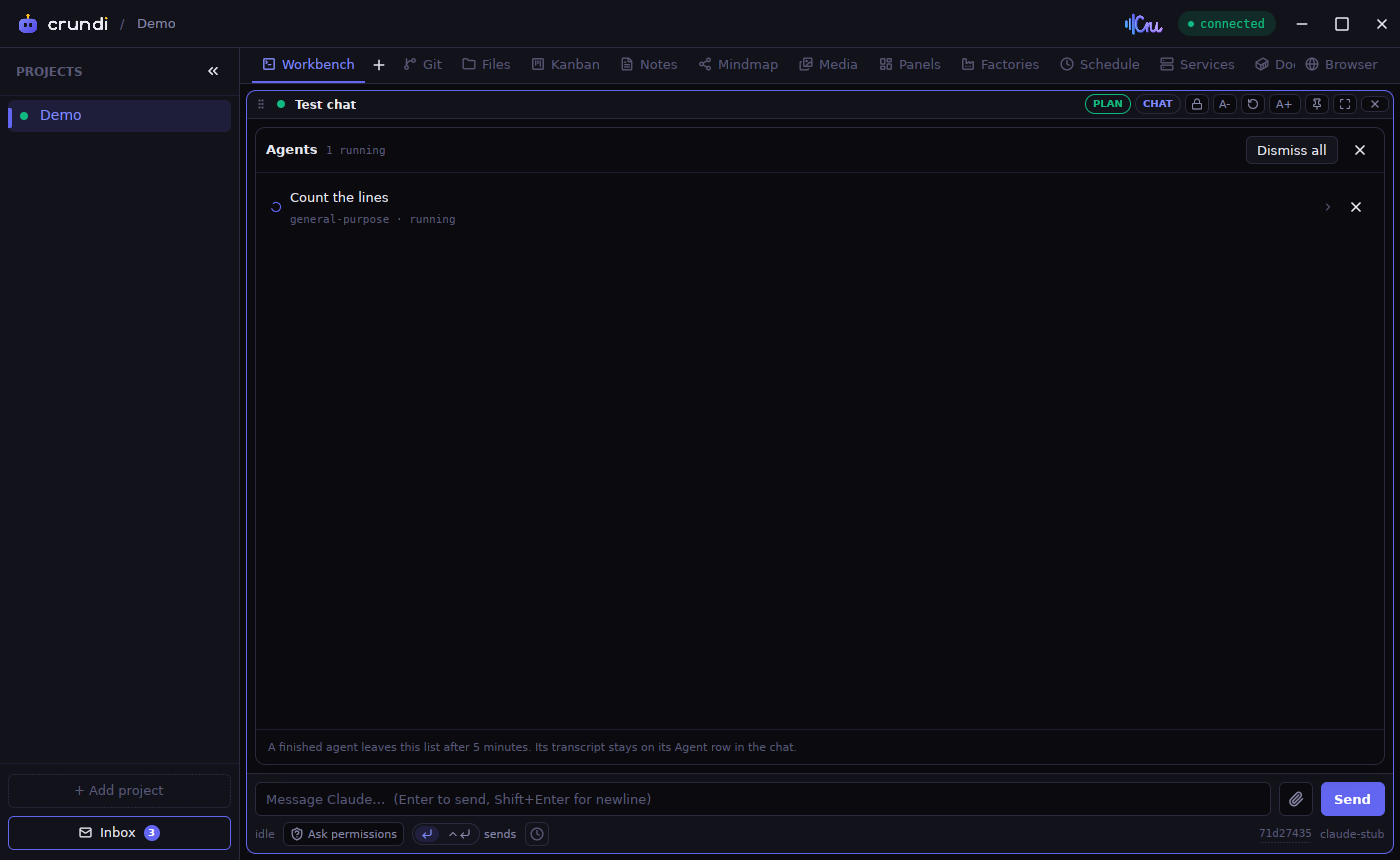 crundi / Demo
Cru
connected
PROJECTS
Workbench
Git
Files
Kanban
Notes
Mindmap
Media
Panels
Factories
Schedule
Services
Doc
Browser
Demo
Test chat
PLAN
CHAT
A-
A+
Agents 1 running
Dismiss all
Count the lines
general-purpose · running
A finished agent leaves this list after 5 minutes. Its transcript stays on its Agent row in the chat.
+ Add project
Message Claude... (Enter to send, Shift+Enter for newline)
Send
Inbox 3
idle
Ask permissions
sends
71d27435
claude-stub